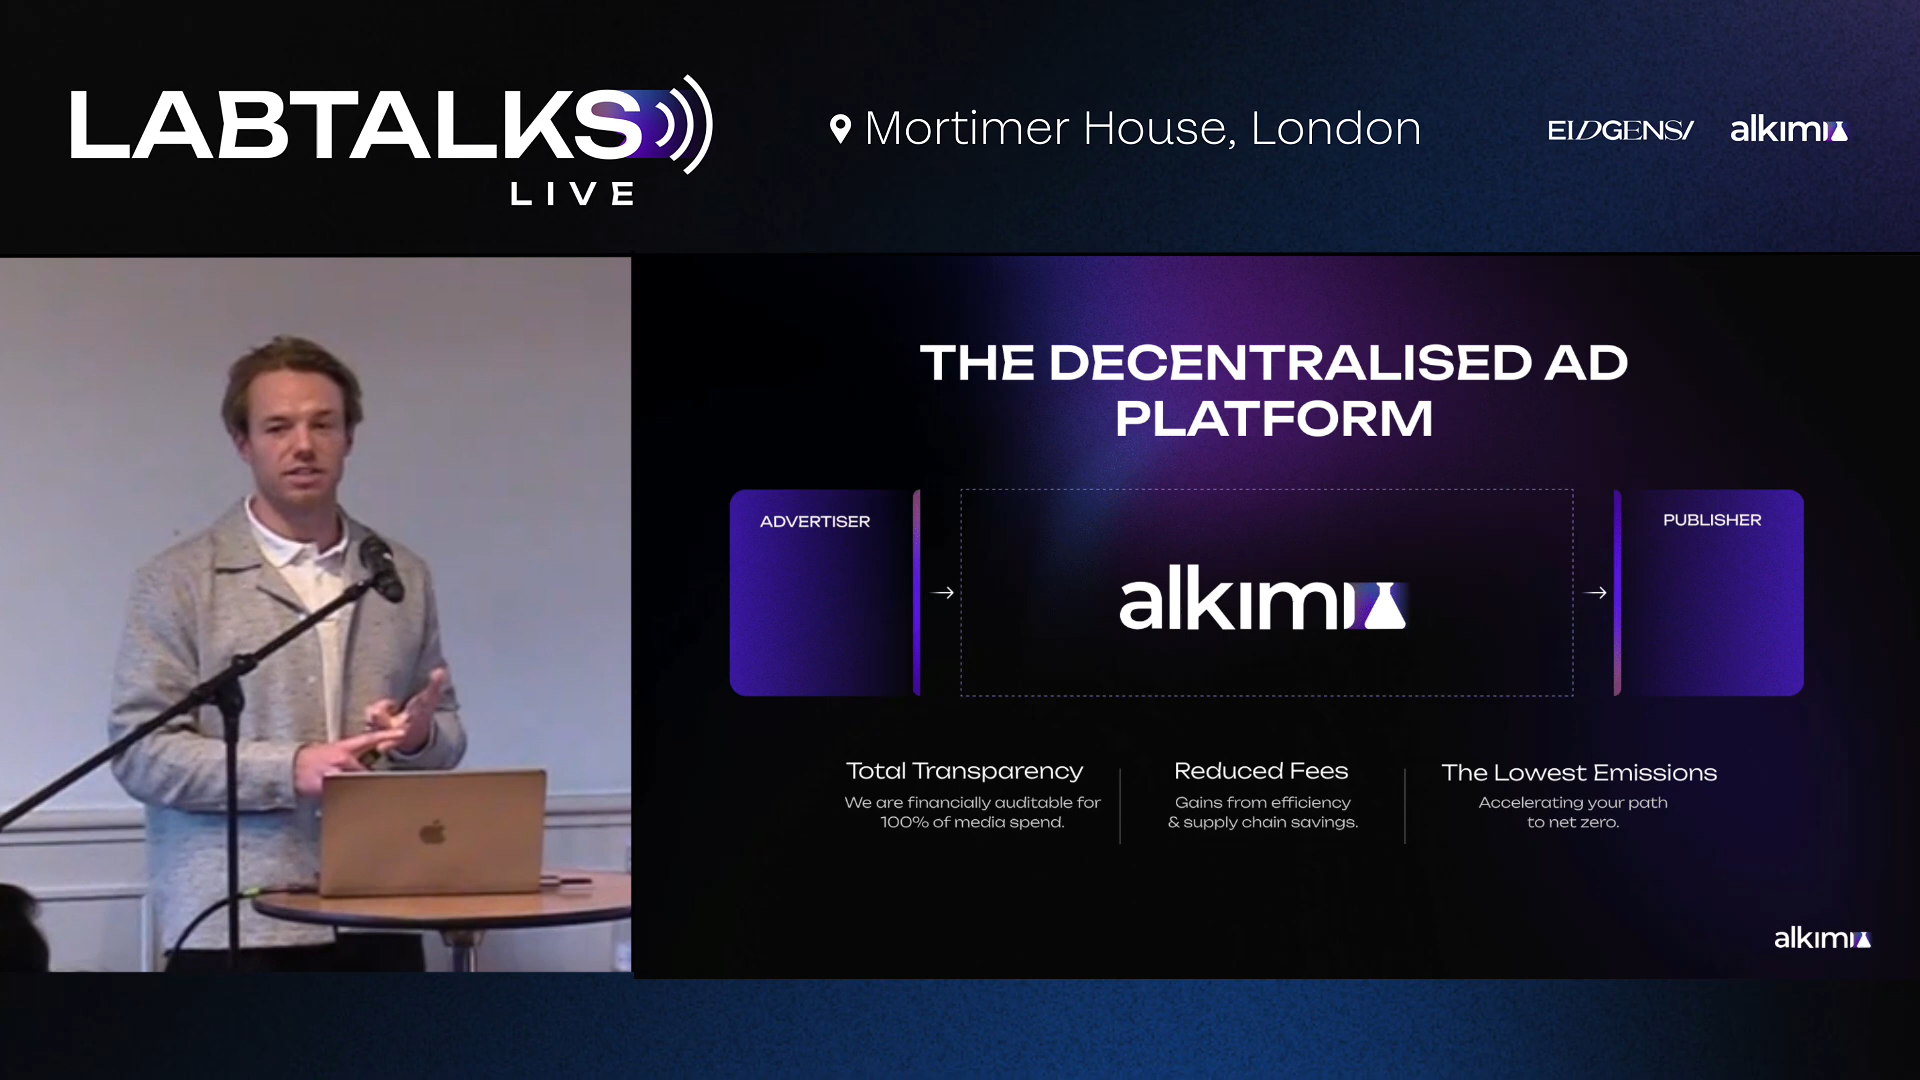 LABTALKS
LIVE
Mortimer House, London
EIDGENSI
alkimi
THE DECENTRALISED AD
PLATFORM
ADVERTISER
alkimi
PUBLISHER
Total Transparency
We are financially auditable for
100% of media spend.
Reduced Fees
Gains from efficiency
& supply chain savings.
The Lowest Emissions
Accelerating your path
to net zero.
alkimi